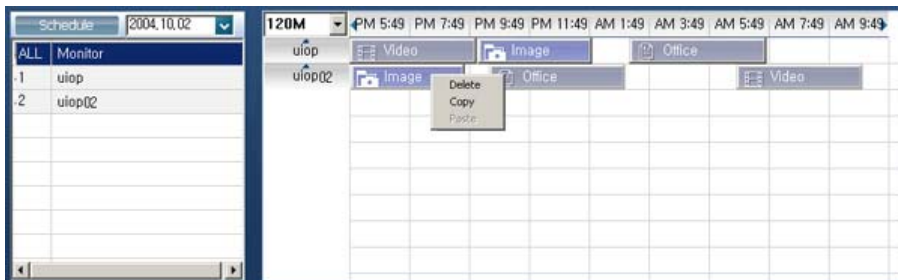 Schedule 2004,10,02
ALL Monitor
1 uiop
2 uiop02
120M PM 5:49 PM 7:49 PM 9:49 PM 11:49 AM 1:49 AM 3:49 AM 5:49 AM 7:49 AM 9:49
uiop Video Image Office
uiop02 Image Office Video
Delete
Copy
Paste